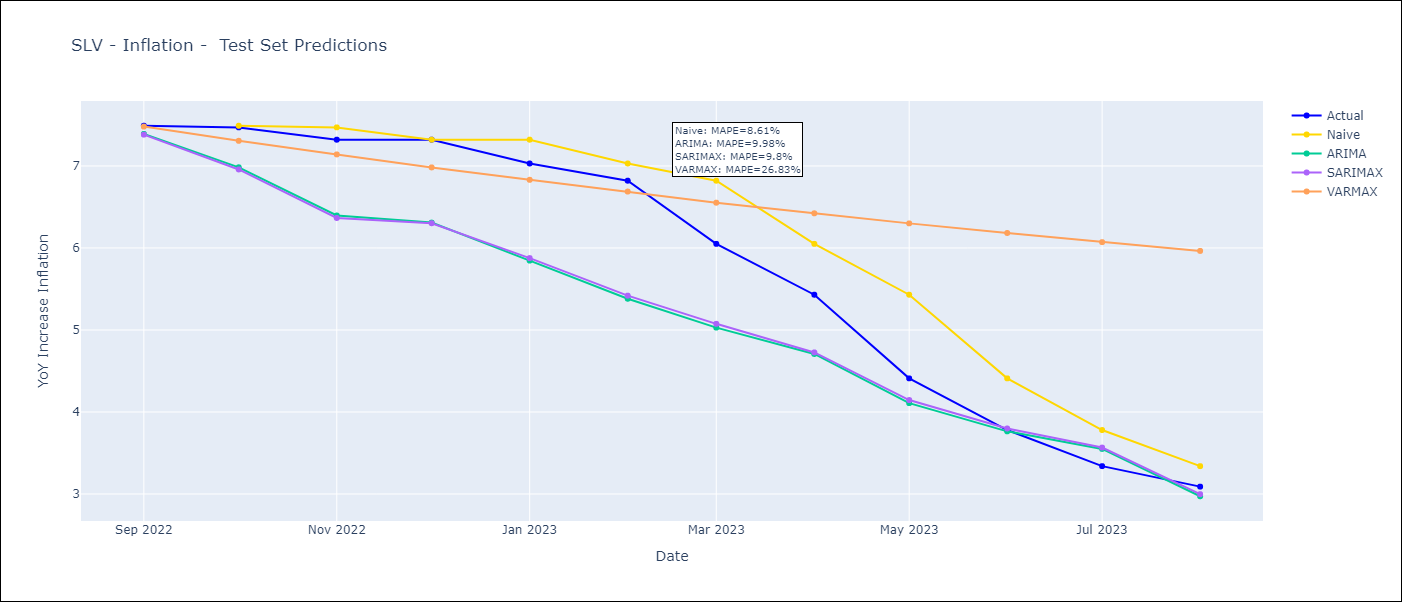 SLV - Inflation -  Test Set Predictions
Naive: MAPE=8.61%
ARIMA: MAPE=9.98%
SARIMAX: MAPE=9.8%
VARMAX: MAPE=26.83%
Actual
Naive
ARIMA
SARIMAX
VARMAX
YoY Increase Inflation
7
6
5
4
3
Sep 2022
Nov 2022
Jan 2023
Mar 2023
May 2023
Jul 2023
Date